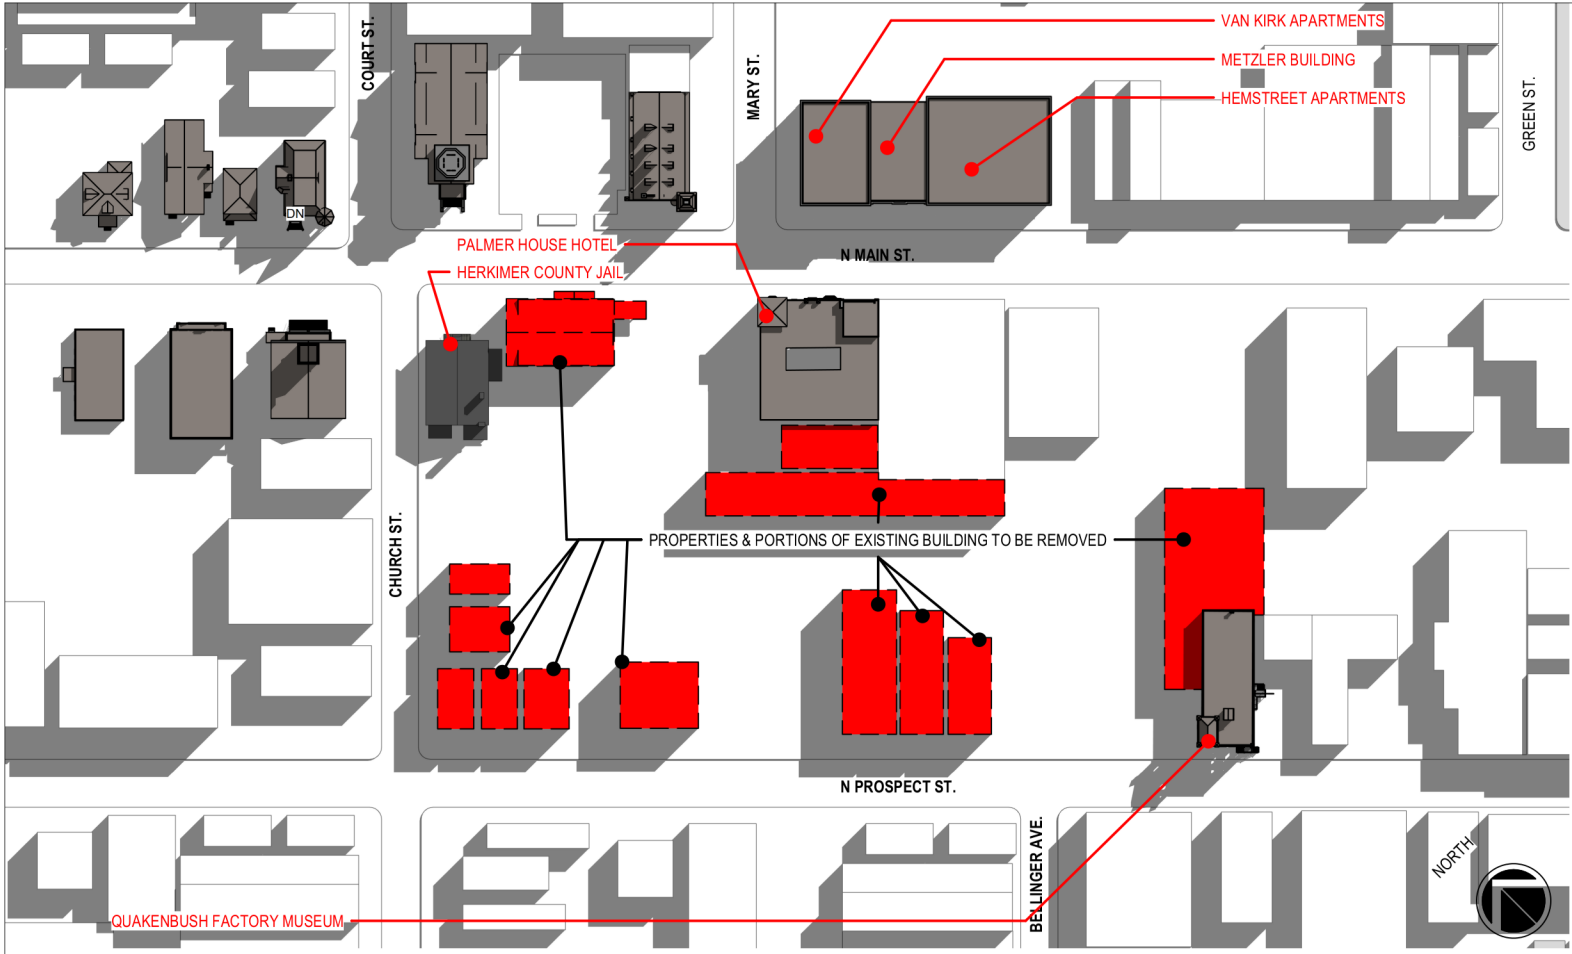 COURT ST.
MARY ST.
VAN KIRK APARTMENTS
METZLER BUILDING
HEMSTREET APARTMENTS
GREEN ST.
DN
PALMER HOUSE HOTEL
N MAIN ST.
HERKIMER COUNTY JAIL
CHURCH ST.
PROPERTIES & PORTIONS OF EXISTING BUILDING TO BE REMOVED
N PROSPECT ST.
BELLINGER AVE.
NORTH
QUAKENBUSH FACTORY MUSEUM